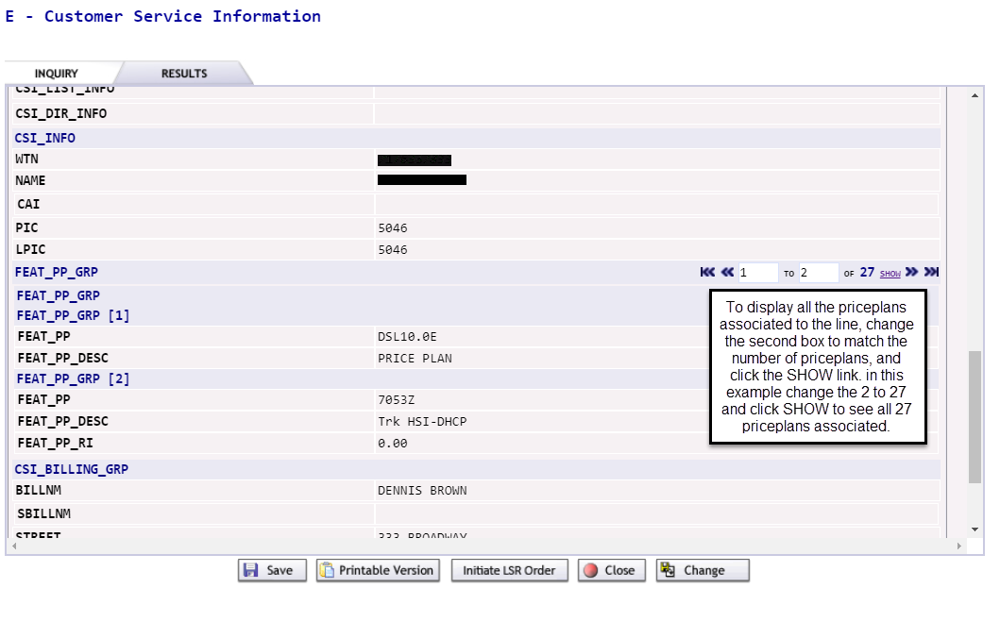 E - Customer Service Information
INQUIRY RESULTS
CSI_LIST_INFO
CSI_DIR_INFO
CSI_INFO
WTN
NAME
CAI
PIC 5046
LPIC 5046
FEAT_PP_GRP 1 TO 2 OF 27 SHOW
FEAT_PP_GRP
FEAT_PP_GRP [1]
FEAT_PP DSL10.0E
FEAT_PP_DESC PRICE PLAN
FEAT_PP_GRP [2]
FEAT_PP 7053Z
FEAT_PP_DESC Trk HSI-DHCP
FEAT_PP_RI 0.00
To display all the priceplans
associated to the line, change
the second box to match the
number of priceplans, and
click the SHOW link. in this
example change the 2 to 27
and click SHOW to see all 27
priceplans associated.
CSI_BILLING_GRP
BILLNM DENNIS BROWN
SBILLNM
STREET 333 BROADWAY
Save Printable Version Initiate LSR Order Close Change